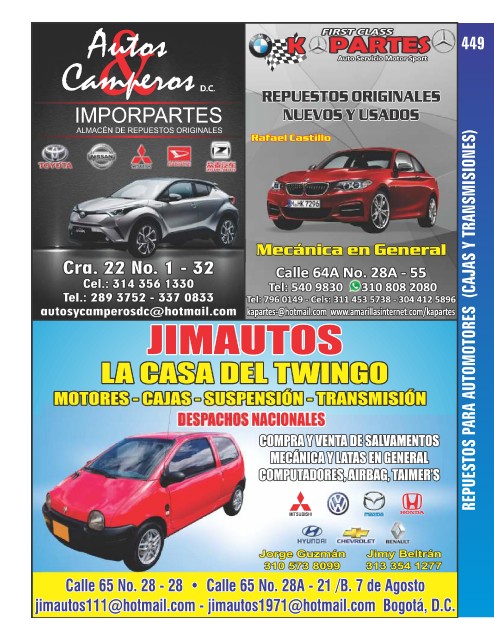 Autos
&
Camperos D.C.
IMPORPARTES
ALMACÉN DE REPUESTOS ORIGINALES
TOYOTA
NISSAN
MITSUBISHI
DAIHATSU
Cra. 22 No. 1 - 32
Cel.: 314 356 1330
Tel.: 289 3752 - 337 0833
autosycamperosdc@hotmail.com
FIRST CLASS
BMW
K PARTES
Auto Servicio Motor Sport
REPUESTOS ORIGINALES
NUEVOS Y USADOS
Rafael Castillo
M·HK 7296
Mecánica en General
Calle 64A No. 28A - 55
Tel: 540 9830 310 808 2080
Tel: 796 0149 - Cels: 311 453 5738 - 304 412 5896
kapartes@hotmail.com www.amarillasinternet.com/kapartes
JIMAUTOS
LA CASA DEL TWINGO
MOTORES - CAJAS - SUSPENSIÓN - TRANSMISIÓN
DESPACHOS NACIONALES
COMPRA Y VENTA DE SALVAMENTOS
MECÁNICA Y LATAS EN GENERAL
COMPUTADORES, AIRBAG, TAIMER'S
MITSUBISHI
mazda
HONDA
HYUNDAI
CHEVROLET
RENAULT
Jorge Guzmán Jimy Beltrán
310 573 8099 313 354 1277
Calle 65 No. 28 - 28 • Calle 65 No. 28A - 21 /B. 7 de Agosto
jimautos111@hotmail.com - jimautos1971@hotmail.com Bogotá, D.C.
449
REPUESTOS PARA AUTOMOTORES (CAJAS Y TRANSMISIONES)